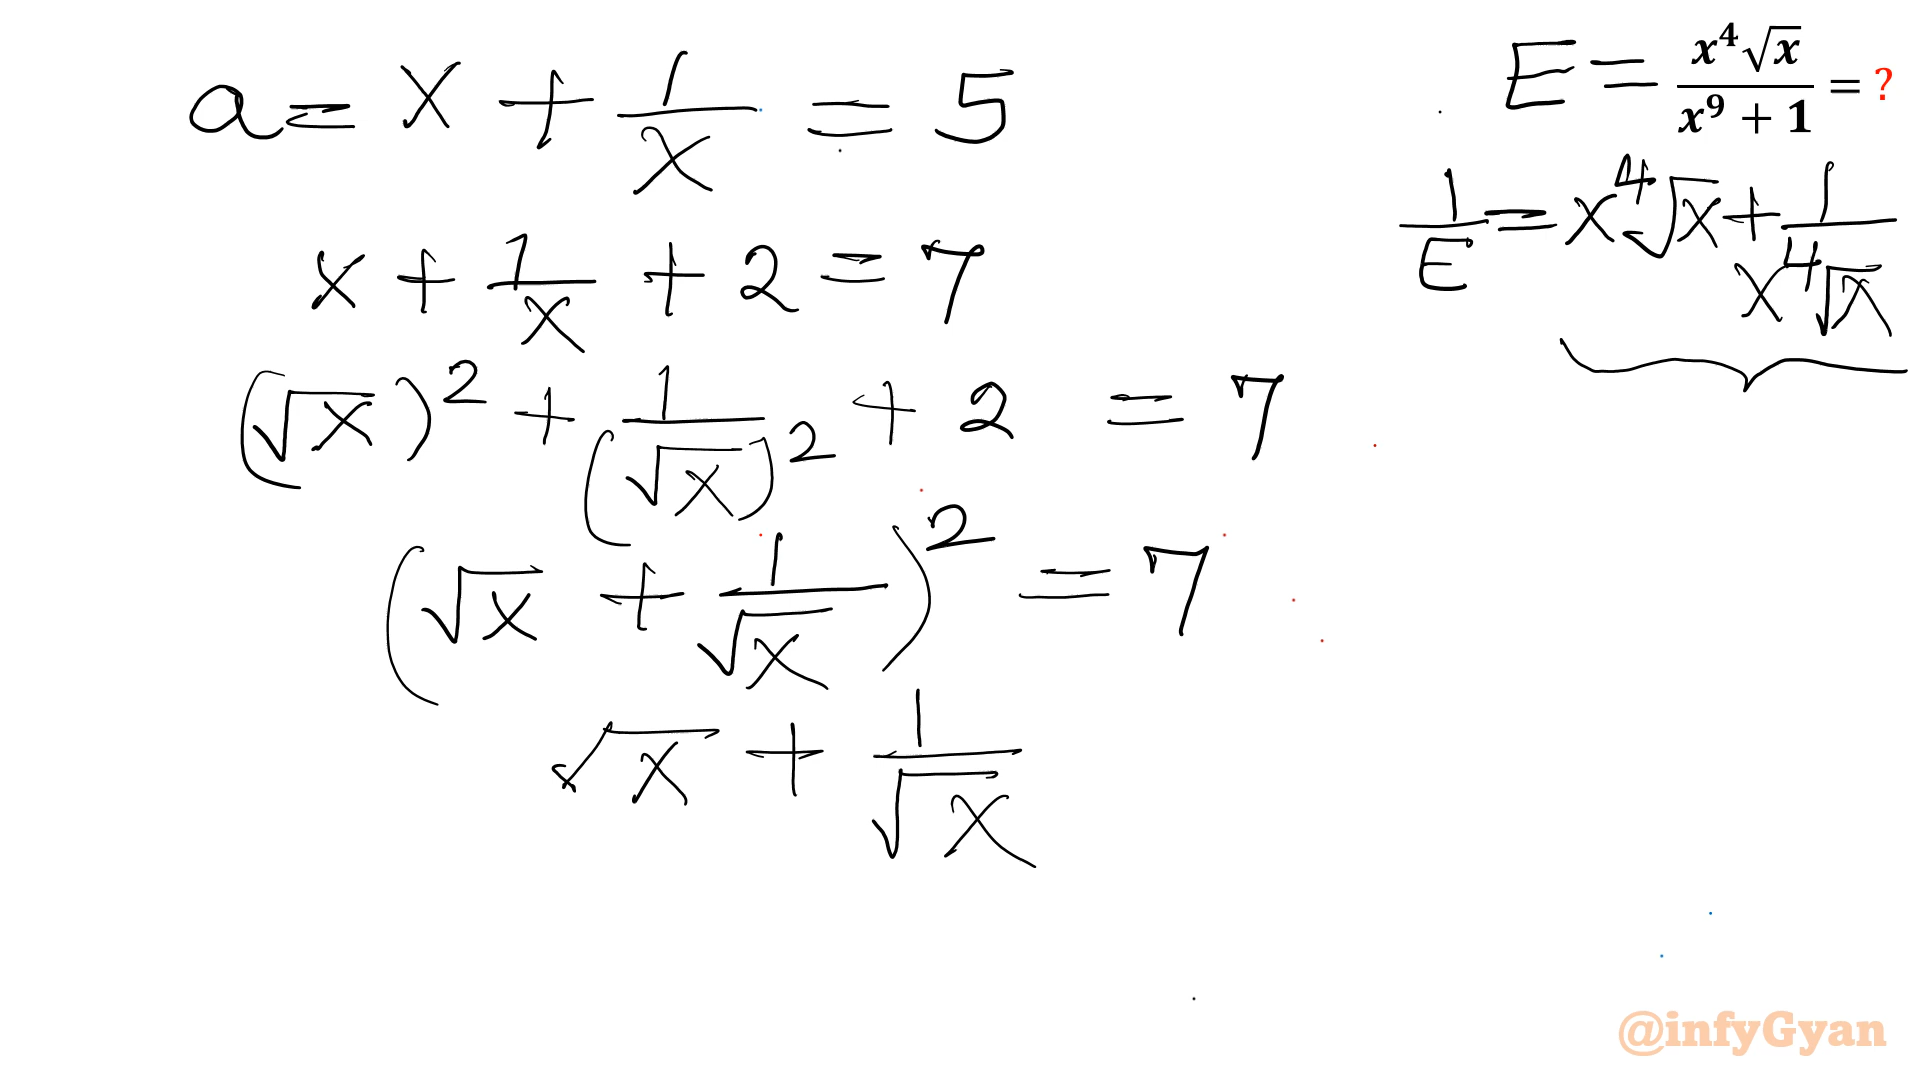 a = x + 1/x = 5
x + 1/x + 2 = 7
(√x)² + 1/(√x)² + 2 = 7
(√x + 1/√x)² = 7
√x + 1/√x
E = x⁴√x / (x⁹ + 1) = ?
1/E = x⁴√x + 1/(x⁴√x)
@infyGyan